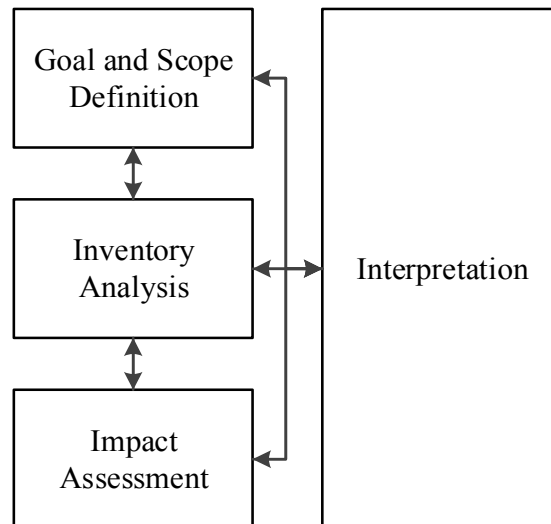 Goal and Scope
Definition
Inventory
Analysis
Interpretation
Impact
Assessment